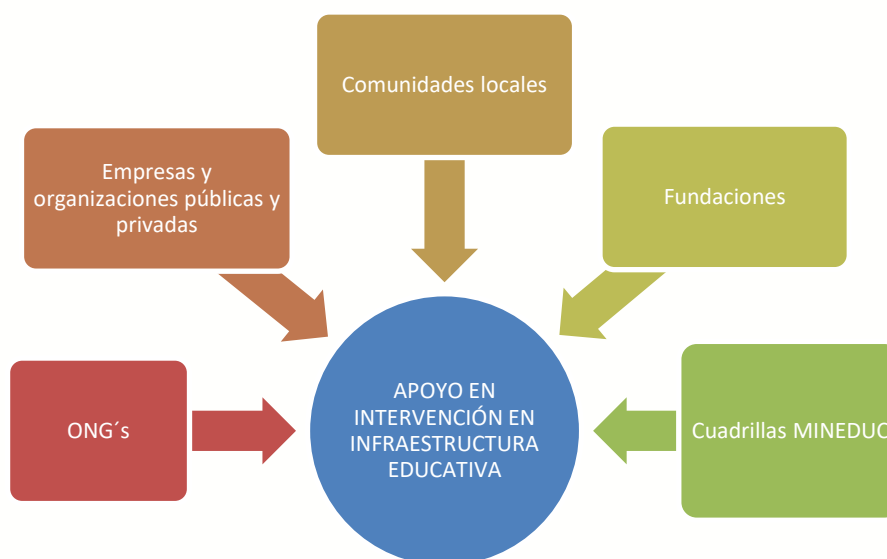 Comunidades locales
Empresas y
organizaciones públicas y
privadas
Fundaciones
ONG´s
APOYO EN
INTERVENCIÓN EN
INFRAESTRUCTURA
EDUCATIVA
Cuadrillas MINEDUC